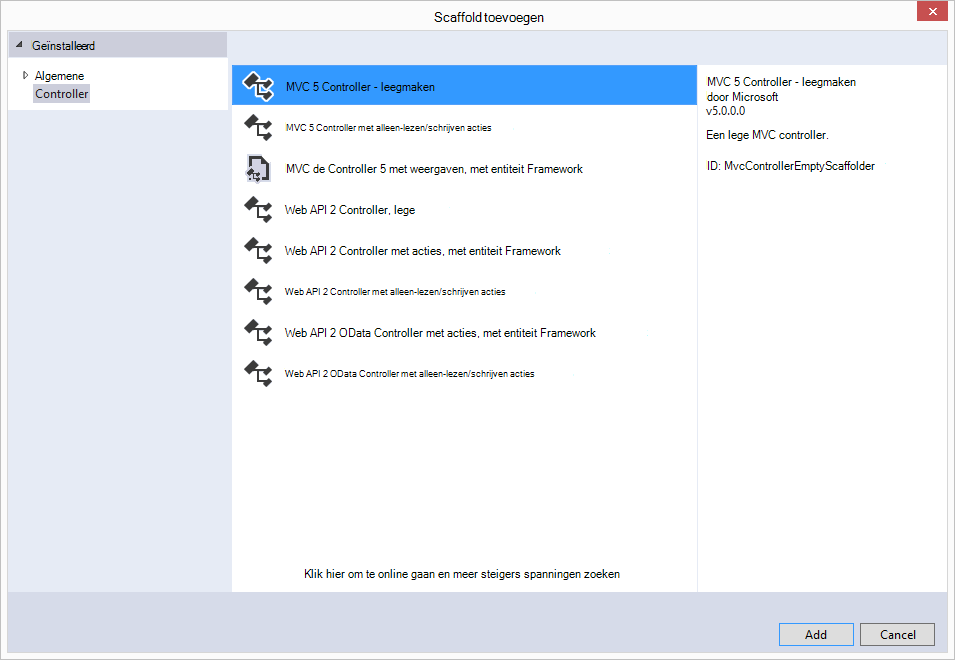 Scaffold toevoegen
Geïnstalleerd
Algemene
Controller
MVC 5 Controller - leegmaken
MVC 5 Controller met alleen-lezen/schrijven acties
MVC de Controller 5 met weergaven, met entiteit Framework
Web API 2 Controller, lege
Web API 2 Controller met acties, met entiteit Framework
Web API 2 Controller met alleen-lezen/schrijven acties
Web API 2 OData Controller met acties, met entiteit Framework
Web API 2 OData Controller met alleen-lezen/schrijven acties
Klik hier om te online gaan en meer steigers spanningen zoeken
MVC 5 Controller - leegmaken
door Microsoft
v5.0.0.0
Een lege MVC controller.
ID: MvcControllerEmptyScaffolder
Add
Cancel